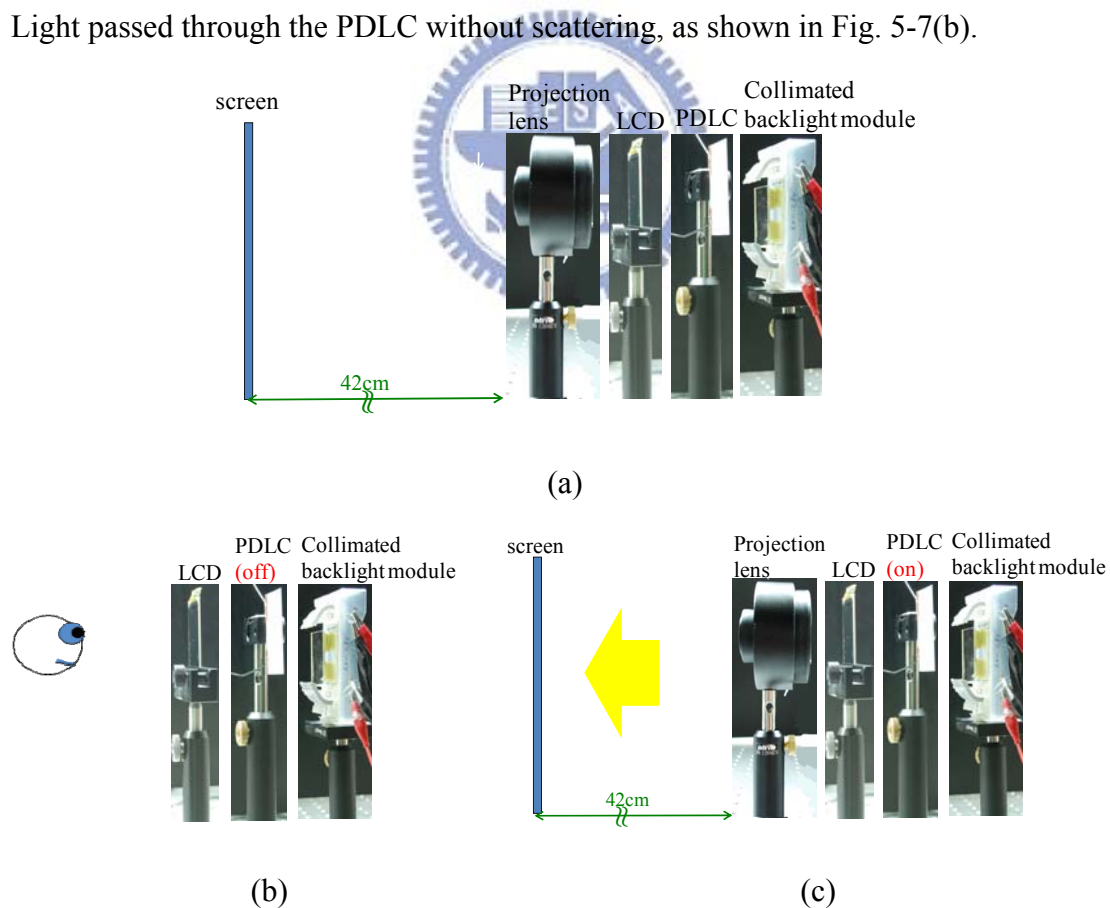 Light passed through the PDLC without scattering, as shown in Fig. 5-7(b).
screen
Projection
lens
LCD
PDLC
Collimated
backlight module
42cm
(a)
LCD
PDLC
(off)
Collimated
backlight module
screen
Projection
lens
LCD
PDLC
(on)
Collimated
backlight module
42cm
(b)
(c)